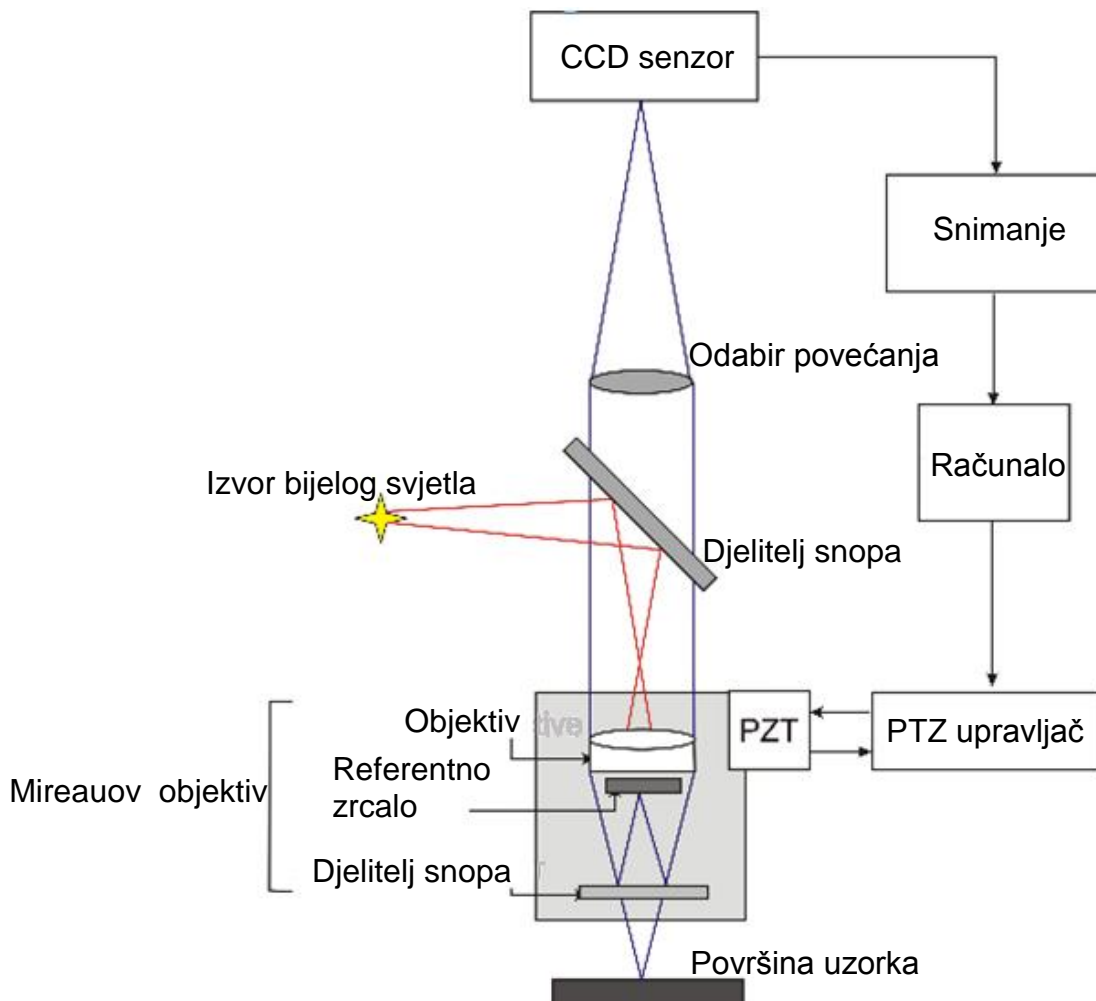 CCD senzor
Snimanje
Odabir povećanja
Računalo
Izvor bijelog svjetla
Djelitelj snopa
Objektiv
PZT
PTZ upravljač
Referentno
zrcalo
Mireauov objektiv
Djelitelj snopa
Površina uzorka